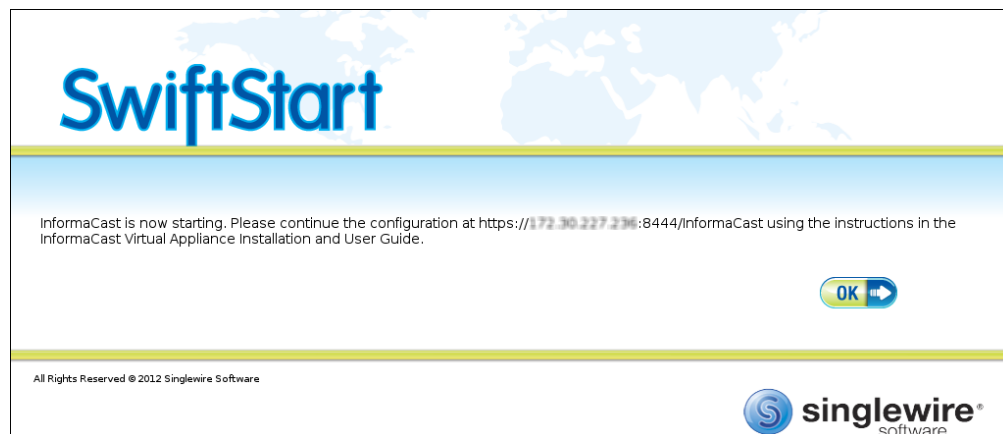 SwiftStart
InformaCast is now starting. Please continue the configuration at https:// :8444/InformaCast using the instructions in the
InformaCast Virtual Appliance Installation and User Guide.
OK
All Rights Reserved © 2012 Singlewire Software
S singlewire®
software